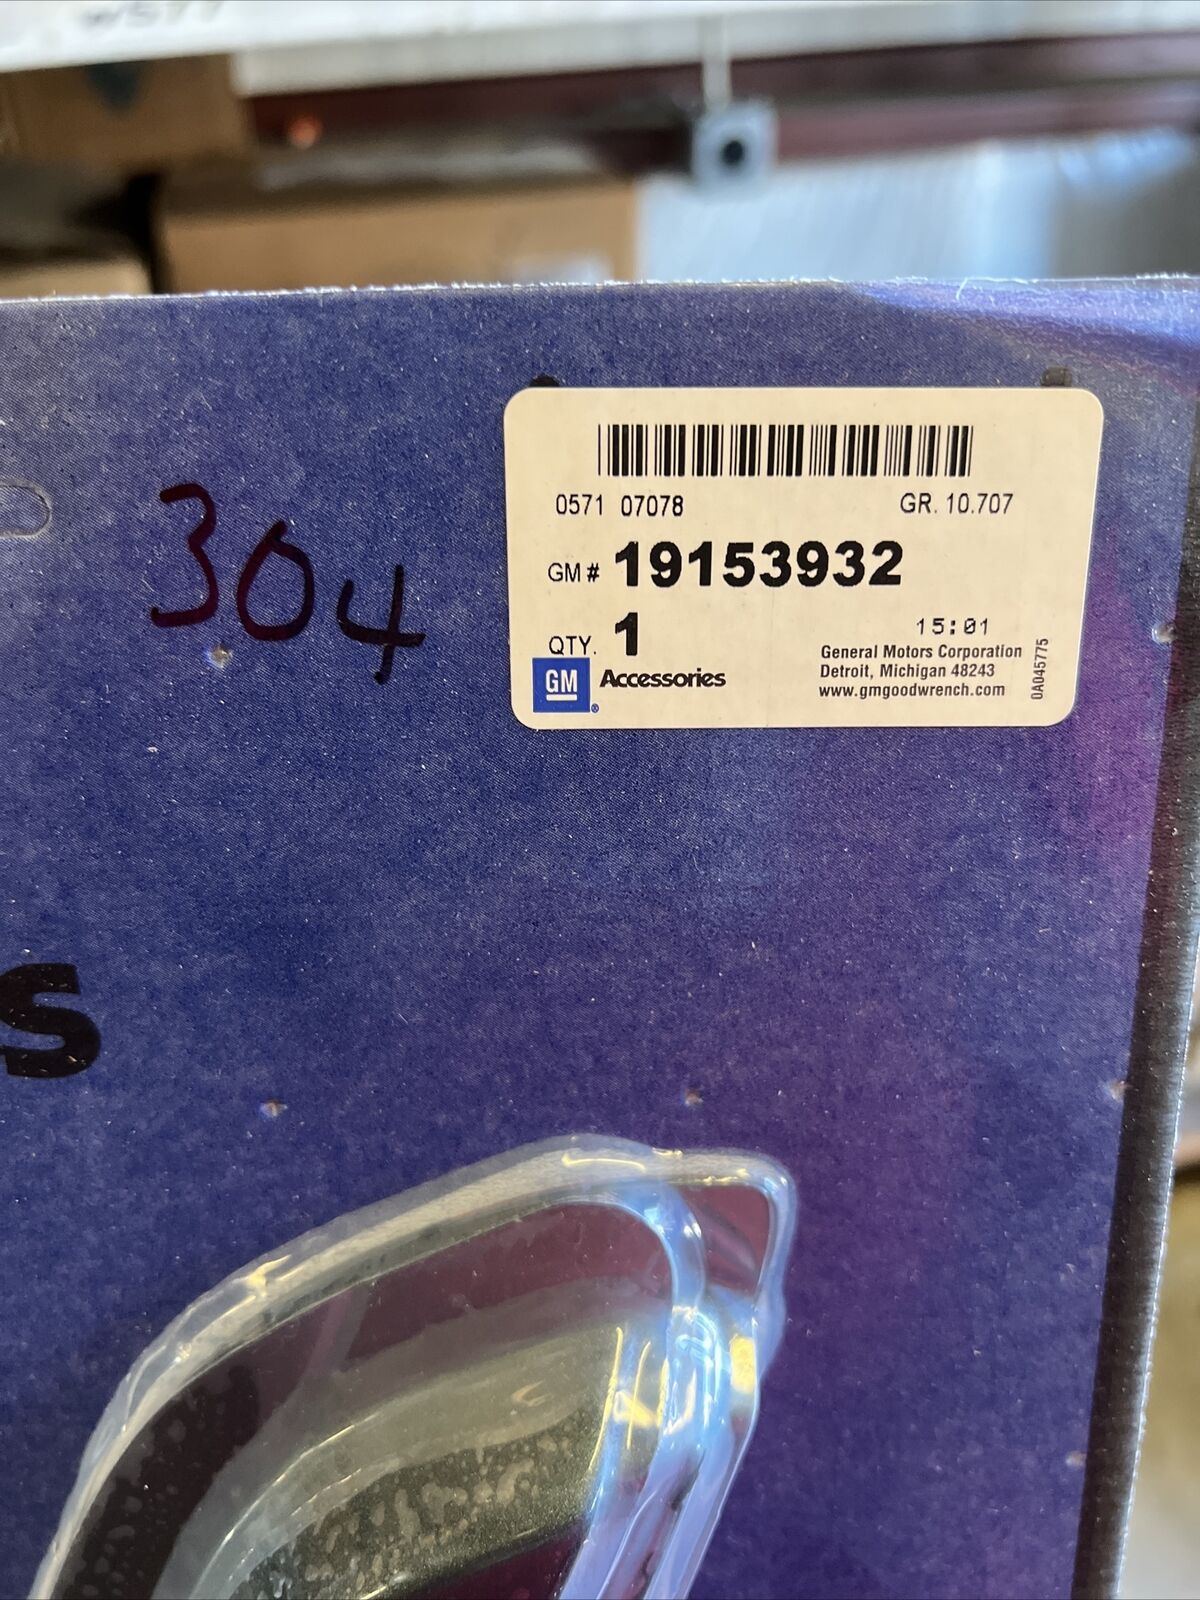 304
0571 07078 GR. 10.707
GM # 19153932
QTY. 1
15:01
GM ® Accessories
General Motors Corporation
Detroit, Michigan 48243
www.gmgoodwrench.com
0A045775
s